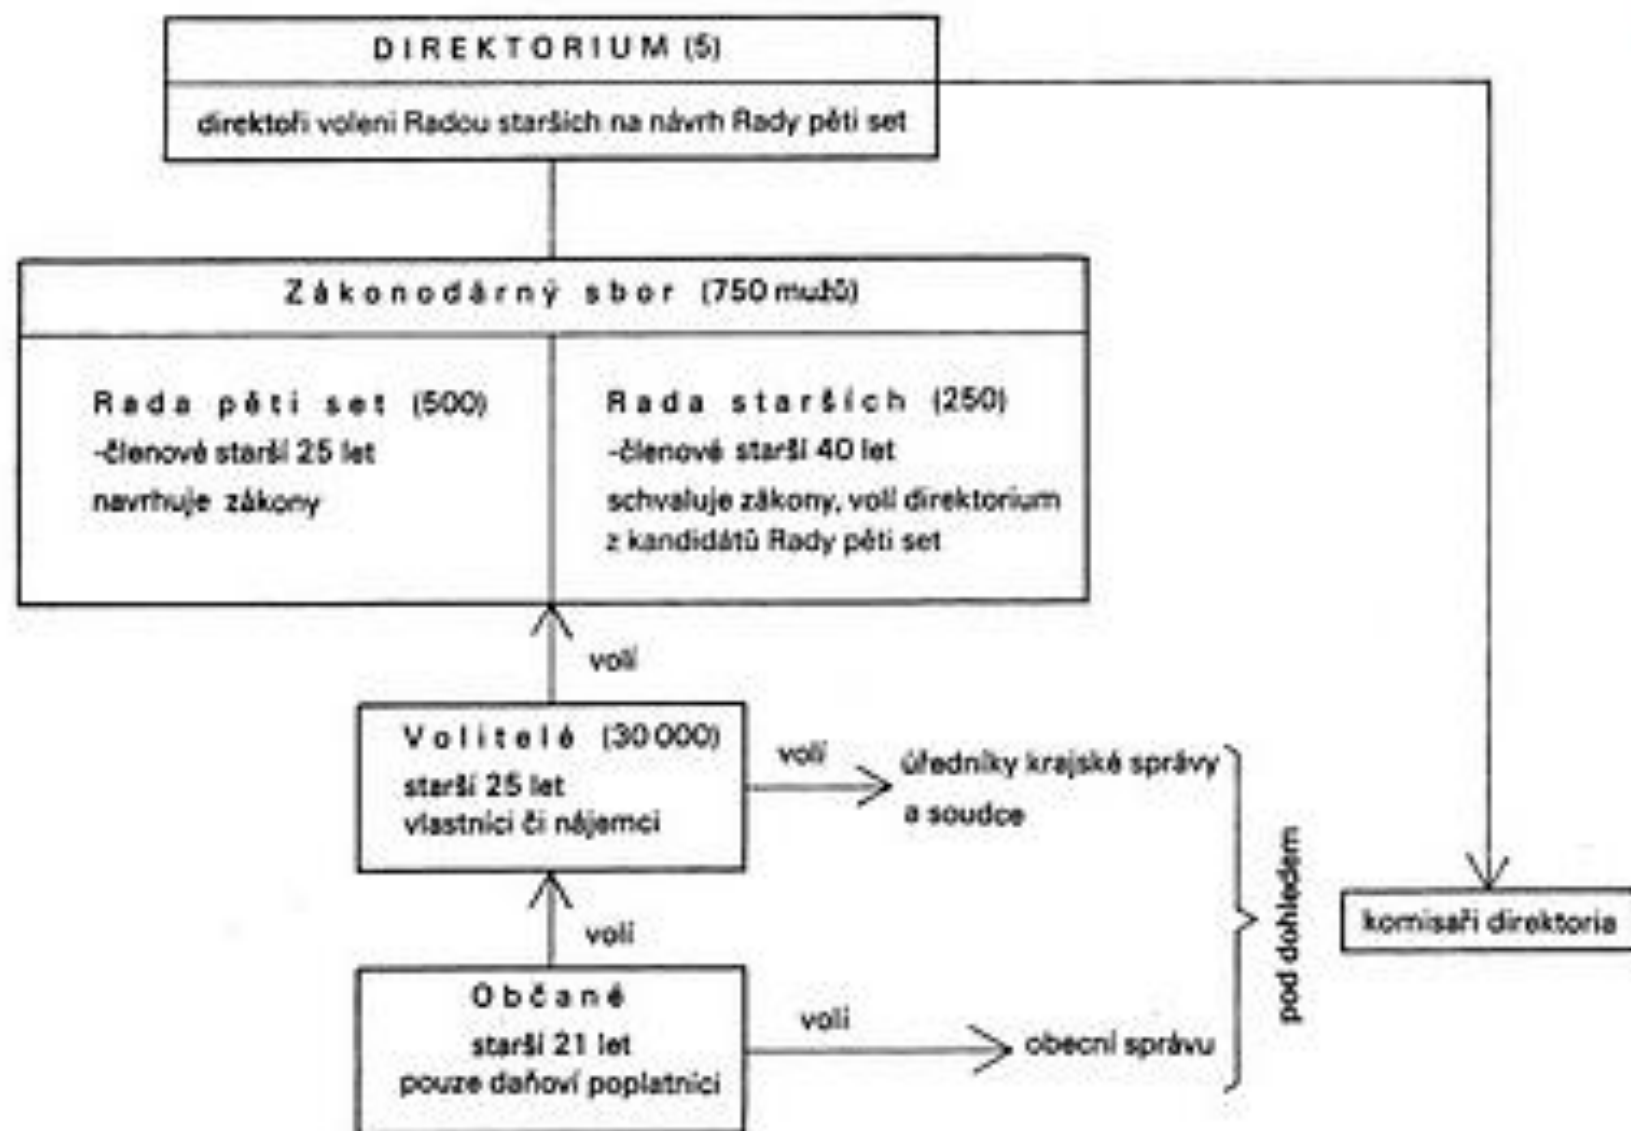 DIREKTORIUM (5)
direktoři voleni Radou starších na návrh Rady pěti set
Zákonodárný sbor (750 mužů)
Rada pěti set (500)
-členové starší 25 let
navrhuje zákony
Rada starších (250)
-členové starší 40 let
schvaluje zákony, volí direktorium
z kandidátů Rady pěti set
volí
Volitelé (30 000)
starší 25 let
vlastníci či nájemci
volí
úředníky krajské správy
a soudce
volí
Občané
starší 21 let
pouze daňoví poplatníci
volí
obecní správu
pod dohledem
komisaři direktoria